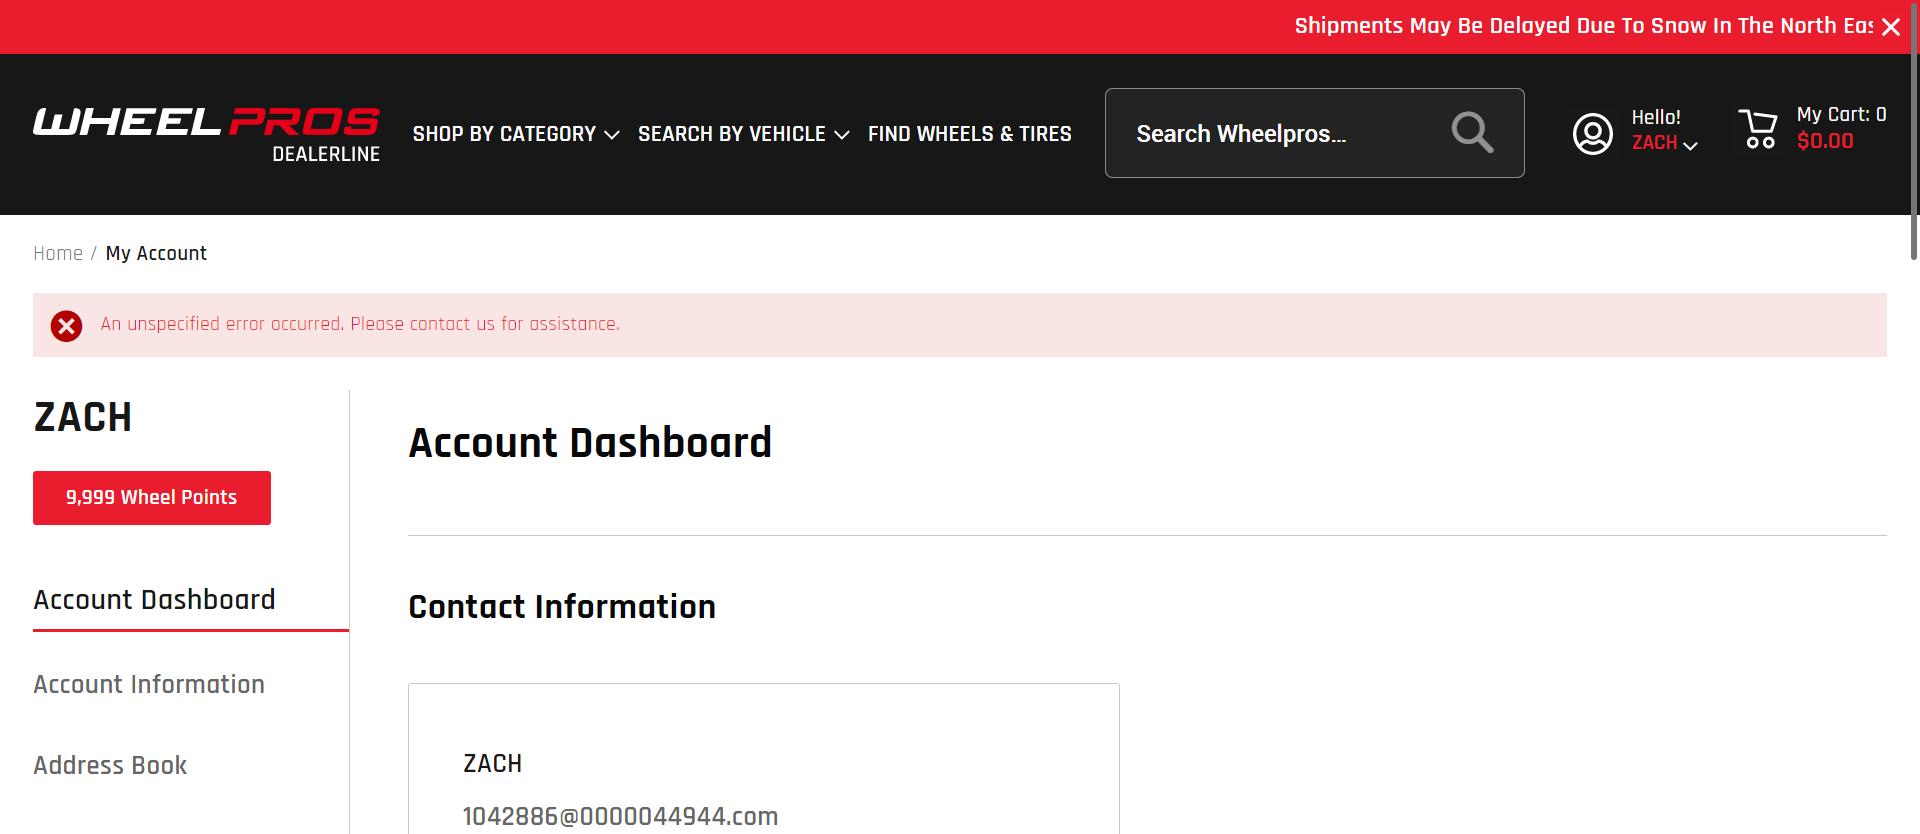 Shipments May Be Delayed Due To Snow In The North Eas
WHEEL PROS
DEALERLINE
SHOP BY CATEGORY
SEARCH BY VEHICLE
FIND WHEELS & TIRES
Search Wheelpros...
Hello!
ZACH
My Cart: 0
$0.00
Home / My Account
An unspecified error occurred. Please contact us for assistance.
ZACH
9,999 Wheel Points
Account Dashboard
Account Information
Address Book
Account Dashboard
Contact Information
ZACH
1042886@0000044944.com